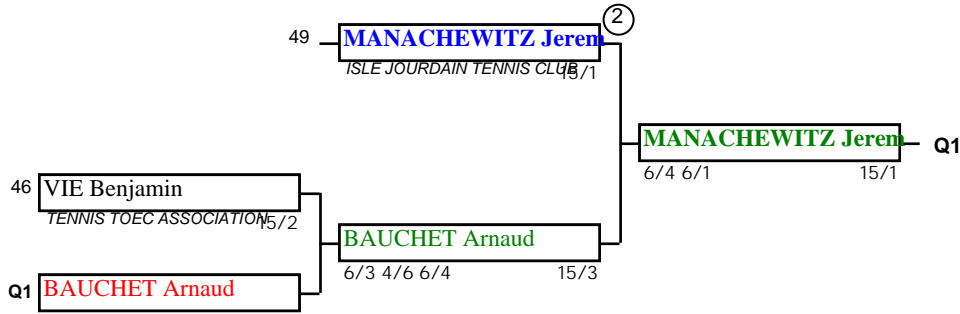 2
49 MANACHEWITZ Jerem
ISLE JOURDAIN TENNIS CLUB 15/1
MANACHEWITZ Jerem Q1
6/4 6/1 15/1
46 VIE Benjamin
TENNIS TOEC ASSOCIATION 15/2
BAUCHET Arnaud
6/3 4/6 6/4 15/3
Q1 BAUCHET Arnaud